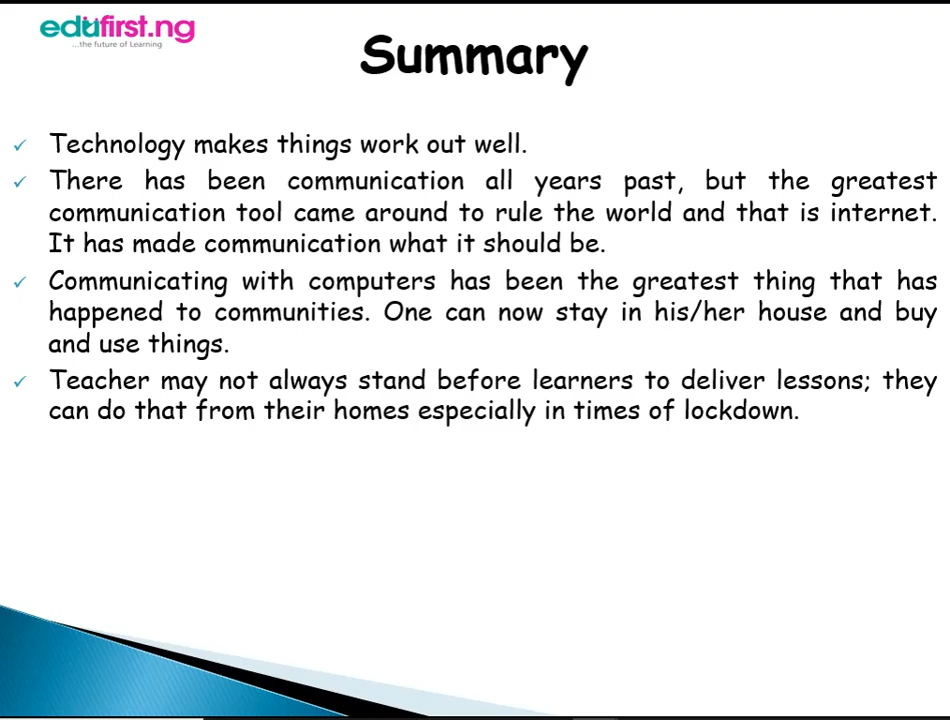 edufirst.ng
...the future of Learning
Summary
Technology makes things work out well.
There has been communication all years past, but the greatest
communication tool came around to rule the world and that is internet.
It has made communication what it should be.
Communicating with computers has been the greatest thing that has
happened to communities. One can now stay in his/her house and buy
and use things.
Teacher may not always stand before learners to deliver lessons; they
can do that from their homes especially in times of lockdown.